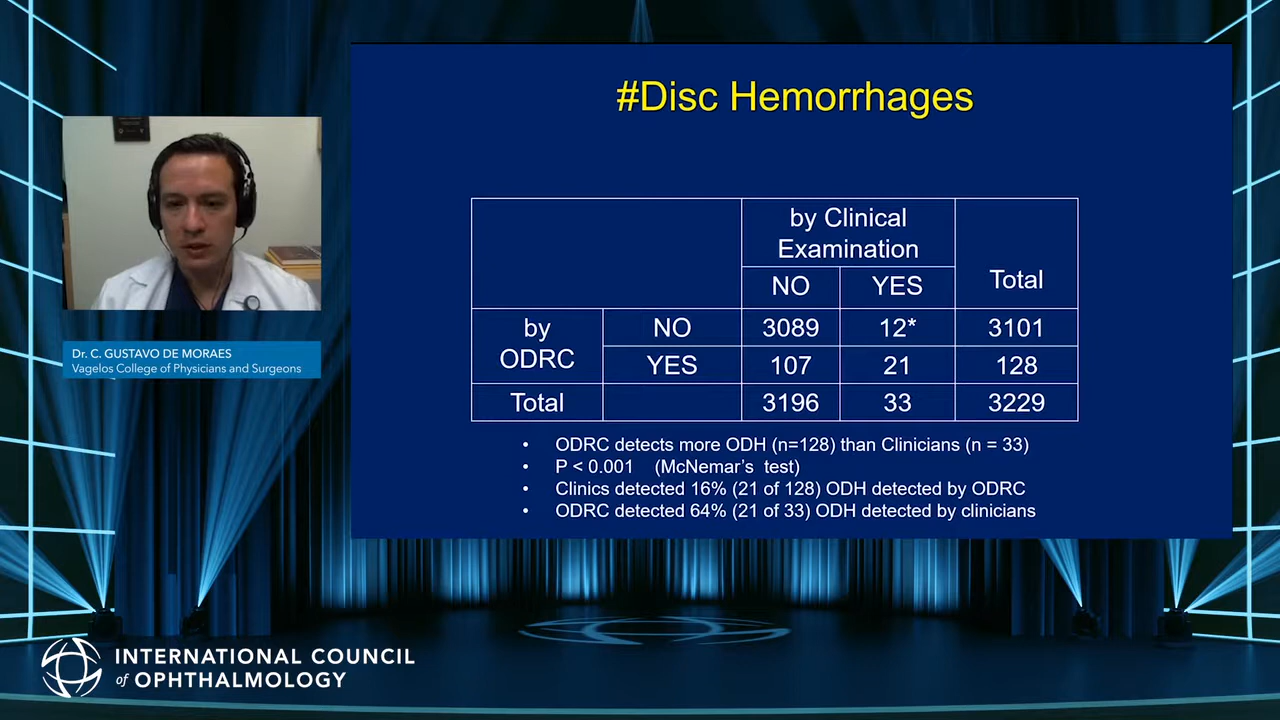 #Disc Hemorrhages
by Clinical
Examination
Total
NO YES
by
ODRC
NO 3089 12* 3101
YES 107 21 128
Total 3196 33 3229
• ODRC detects more ODH (n=128) than Clinicians (n = 33)
• P < 0.001 (McNemar's test)
• Clinics detected 16% (21 of 128) ODH detected by ODRC
• ODRC detected 64% (21 of 33) ODH detected by clinicians
Dr. C. GUSTAVO DE MORAES
Vagelos College of Physicians and Surgeons
INTERNATIONAL COUNCIL
of OPHTHALMOLOGY